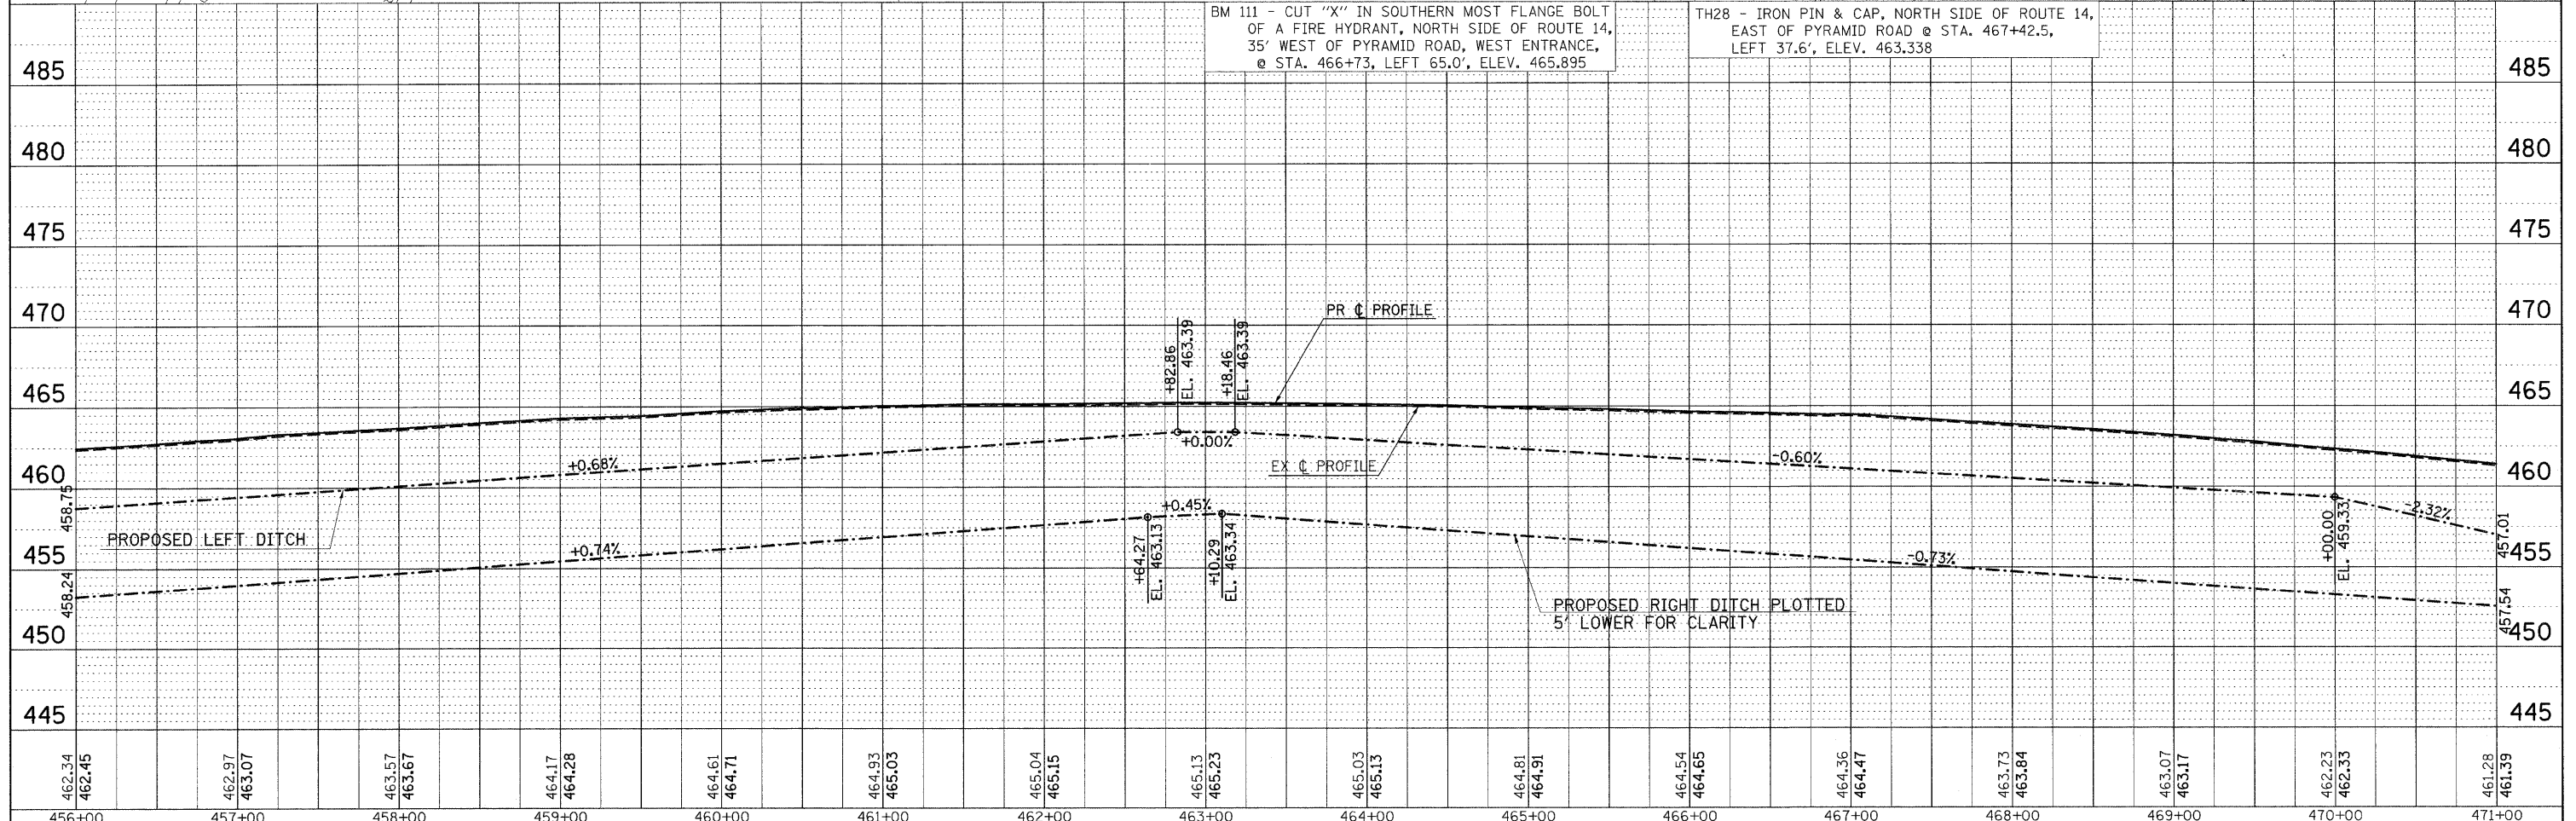 BM 111 - CUT "X" IN SOUTHERN MOST FLANGE BOLT
OF A FIRE HYDRANT, NORTH SIDE OF ROUTE 14,
35' WEST OF PYRAMID ROAD, WEST ENTRANCE,
@ STA. 466+73, LEFT 65.0', ELEV. 465.895
TH28 - IRON PIN & CAP, NORTH SIDE OF ROUTE 14,
EAST OF PYRAMID ROAD @ STA. 467+42.5,
LEFT 37.6', ELEV. 463.338
485 485
480 480
475 475
470 470
465 465
460 460
455 455
450 450
445 445
PR ℄ PROFILE
EX ℄ PROFILE
+82.86
EL. 463.39
+18.46
EL. 463.39
+0.68%
+0.00%
-0.60%
-2.32%
458.75
PROPOSED LEFT DITCH
+00.00
EL. 459.33
457.01
+0.74%
+0.45%
-0.73%
458.24
+64.27
EL. 463.13
+10.29
EL. 463.34
PROPOSED RIGHT DITCH PLOTTED
5' LOWER FOR CLARITY
457.54
462.34 462.97 463.57 464.17 464.61 464.93 465.04 465.13 465.03 464.81 464.54 464.36 463.73 463.07 462.23 461.28
462.45 463.07 463.67 464.28 464.71 465.03 465.15 465.23 465.13 464.91 464.65 464.47 463.84 463.17 462.33 461.39
456+00 457+00 458+00 459+00 460+00 461+00 462+00 463+00 464+00 465+00 466+00 467+00 468+00 469+00 470+00 471+00